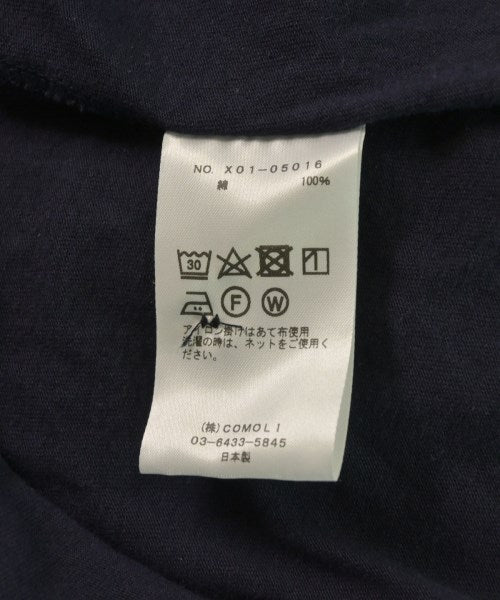 NO. X01-05016
綿 100%
30
F W
アイロン掛けはあて布使用
洗濯の時は、ネットをご使用く
ださい。
(株)COMOLI
03-6433-5845
日本製